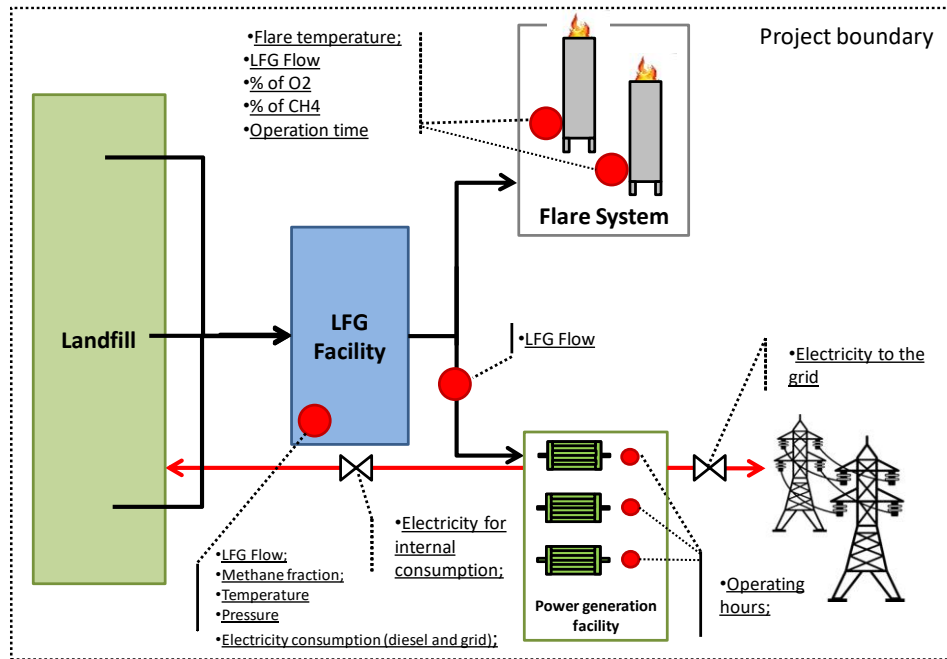 Project boundary
•Flare temperature;
•LFG Flow
•% of O2
•% of CH4
•Operation time
Flare System
Landfill
LFG
Facility
•LFG Flow
•Electricity to the
grid
•LFG Flow;
•Methane fraction;
•Temperature
•Pressure
•Electricity consumption (diesel and grid);
•Electricity for
internal
consumption;
Power generation
facility
•Operating
hours;